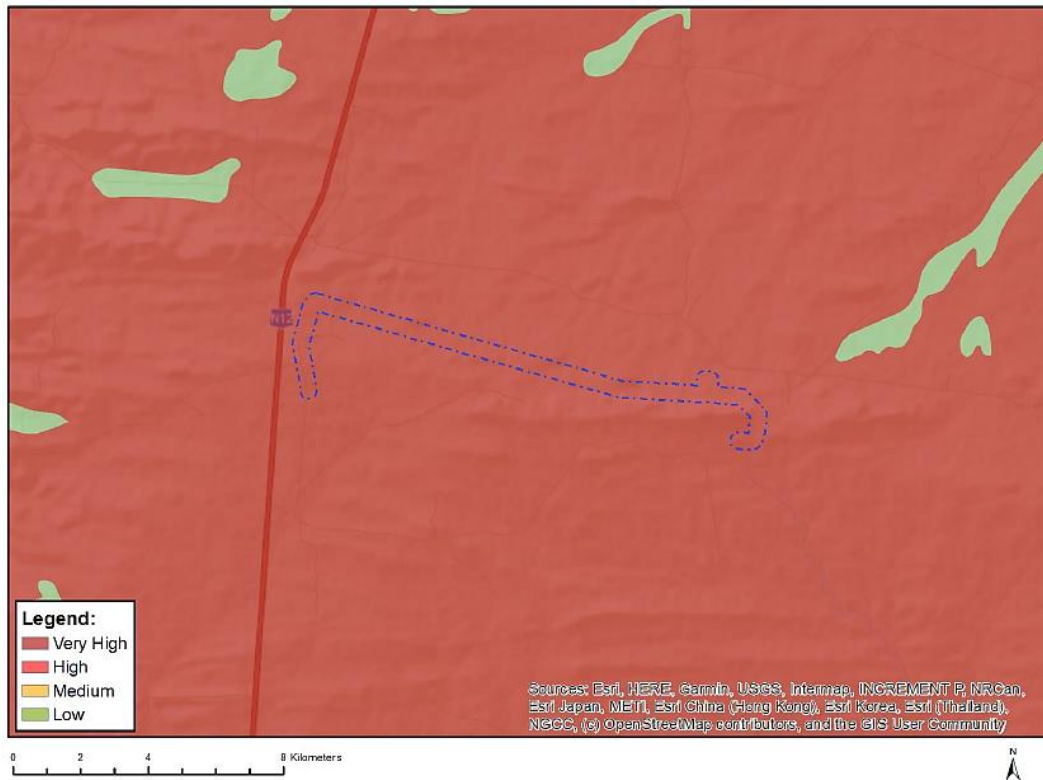 N12
Legend:
Very High
High
Medium
Low
Sources: Esri, HERE, Garmin, USGS, Intermap, INCREMENT P, NRCan,
Esri Japan, METI, Esri China (Hong Kong), Esri Korea, Esri (Thailand),
NGCC, (c) OpenStreetMap contributors, and the GIS User Community
0 2 4 8 Kilometers
N